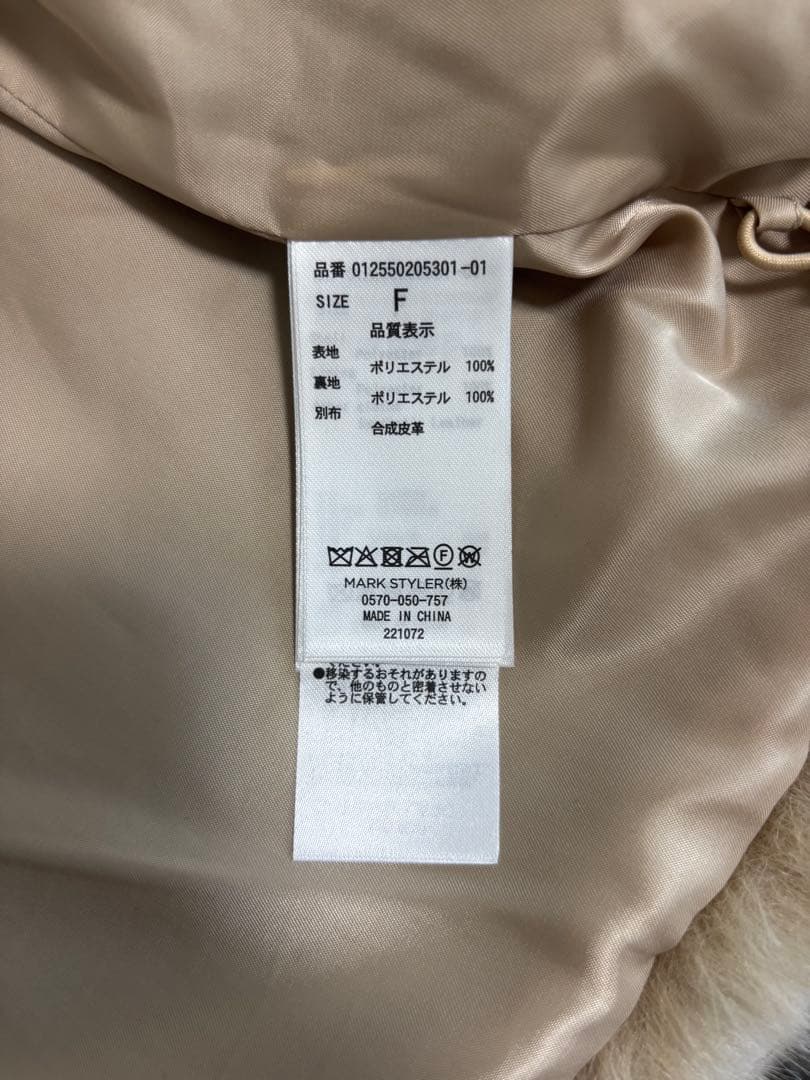 品番 012550205301-01
SIZE F
品質表示
表地 ポリエステル 100%
裏地 ポリエステル 100%
別布 合成皮革
MARK STYLER(株)
0570-050-757
MADE IN CHINA
221072
●移染するおそれがありますの
で、他のものと密着させない
ように保管してください。